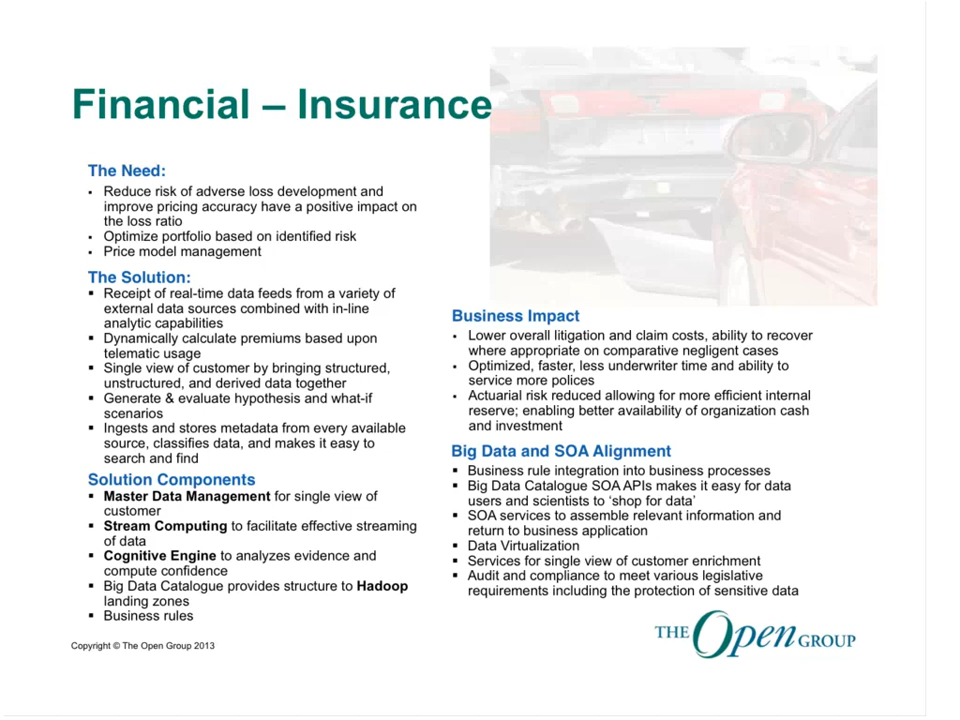 Financial – Insurance
The Need:
▪ Reduce risk of adverse loss development and
improve pricing accuracy have a positive impact on
the loss ratio
▪ Optimize portfolio based on identified risk
▪ Price model management
The Solution:
▪ Receipt of real-time data feeds from a variety of
external data sources combined with in-line
analytic capabilities
▪ Dynamically calculate premiums based upon
telematic usage
▪ Single view of customer by bringing structured,
unstructured, and derived data together
▪ Generate & evaluate hypothesis and what-if
scenarios
▪ Ingests and stores metadata from every available
source, classifies data, and makes it easy to
search and find
Solution Components
▪ Master Data Management for single view of
customer
▪ Stream Computing to facilitate effective streaming
of data
▪ Cognitive Engine to analyzes evidence and
compute confidence
▪ Big Data Catalogue provides structure to Hadoop
landing zones
▪ Business rules
Business Impact
▪ Lower overall litigation and claim costs, ability to recover
where appropriate on comparative negligent cases
▪ Optimized, faster, less underwriter time and ability to
service more polices
▪ Actuarial risk reduced allowing for more efficient internal
reserve; enabling better availability of organization cash
and investment
Big Data and SOA Alignment
▪ Business rule integration into business processes
▪ Big Data Catalogue SOA APIs makes it easy for data
users and scientists to ‘shop for data’
▪ SOA services to assemble relevant information and
return to business application
▪ Data Virtualization
▪ Services for single view of customer enrichment
▪ Audit and compliance to meet various legislative
requirements including the protection of sensitive data
Copyright © The Open Group 2013
THE Open GROUP